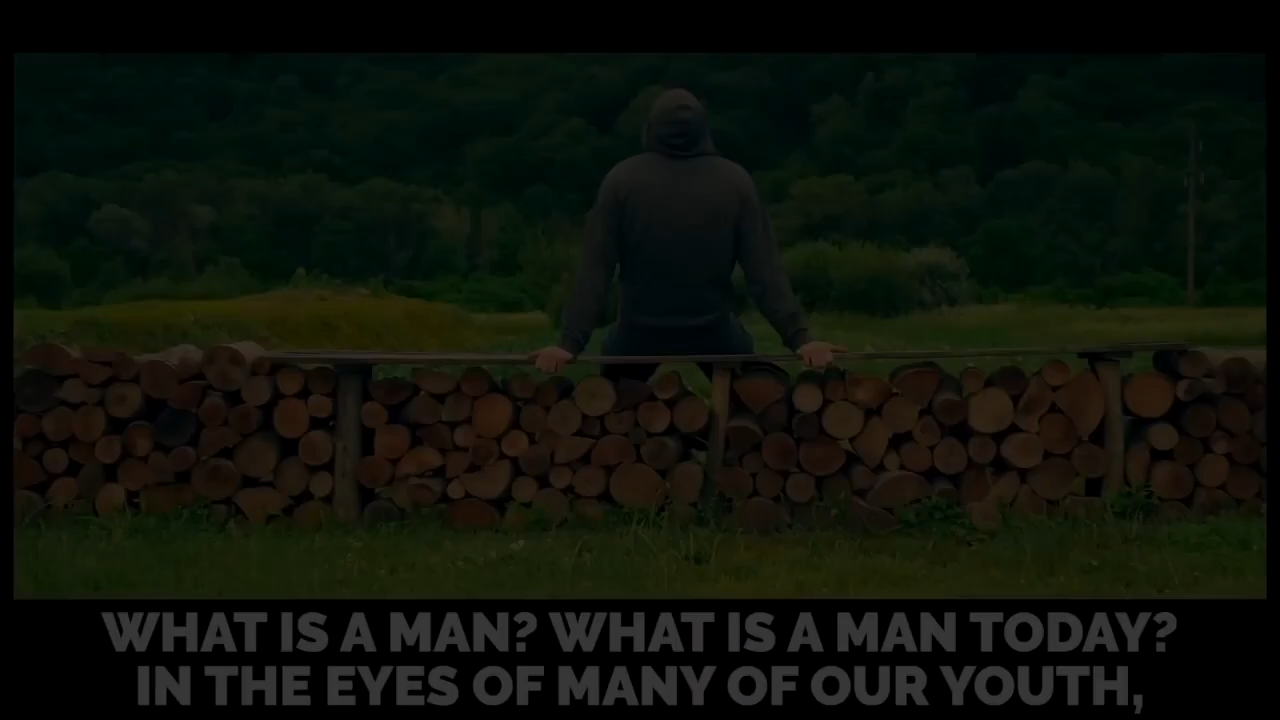 WHAT IS A MAN? WHAT IS A MAN TODAY?
IN THE EYES OF MANY OF OUR YOUTH,